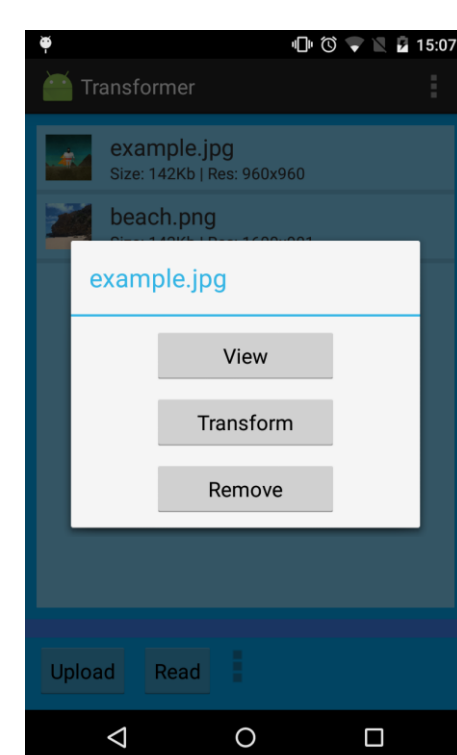 15:07
Transformer
example.jpg
Size: 142Kb | Res: 960x960
beach.png
example.jpg
View
Transform
Remove
Upload Read